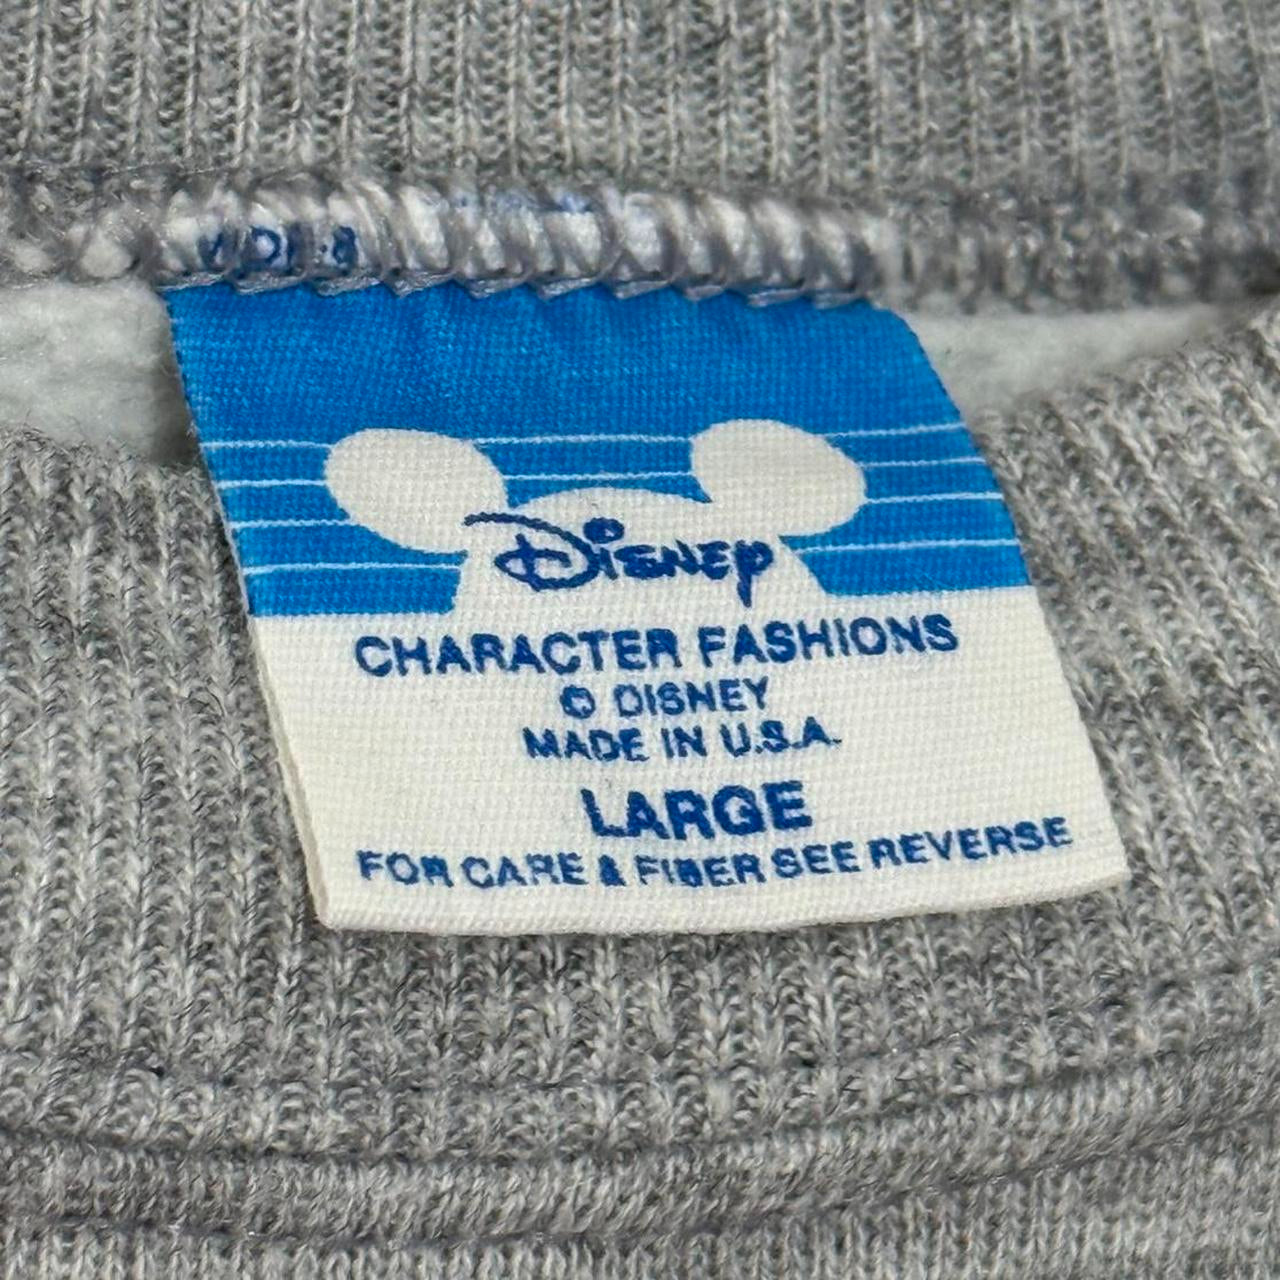 Disney
CHARACTER FASHIONS
© DISNEY
MADE IN U.S.A.
LARGE
FOR CARE & FIBER SEE REVERSE